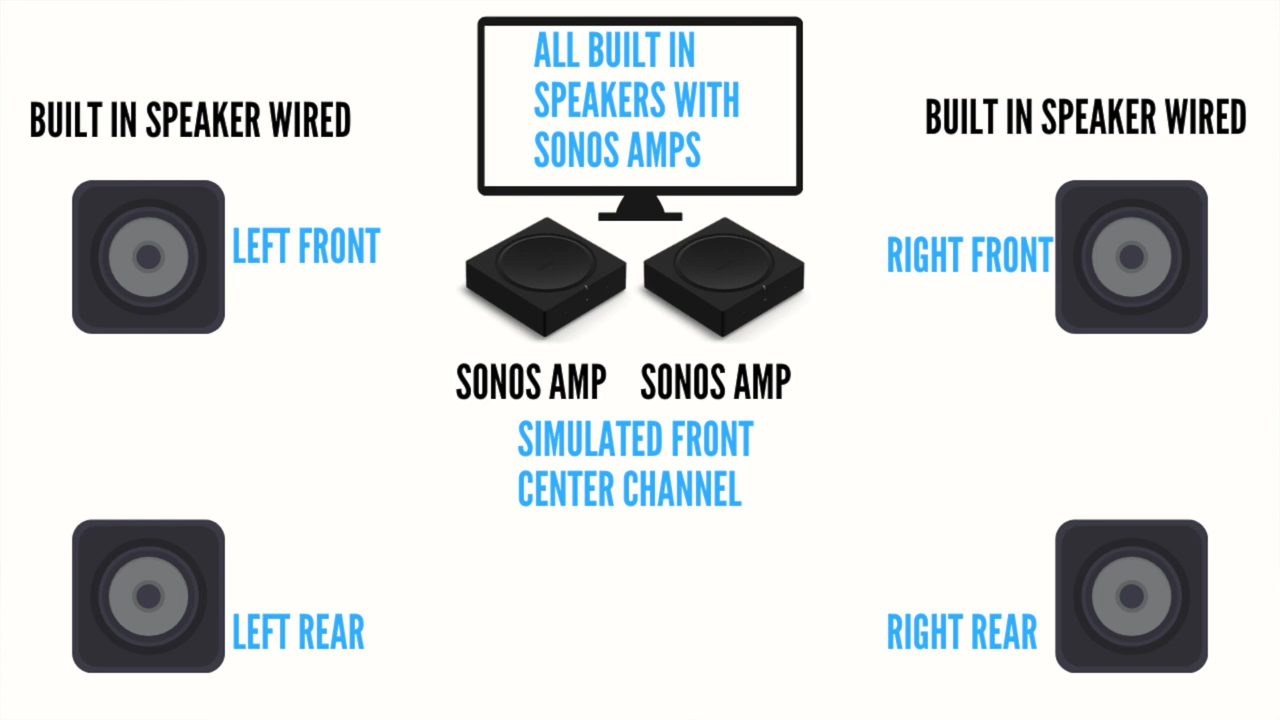 ALL BUILT IN
SPEAKERS WITH
SONOS AMPS
BUILT IN SPEAKER WIRED
BUILT IN SPEAKER WIRED
LEFT FRONT
RIGHT FRONT
SONOS AMP
SONOS AMP
SIMULATED FRONT
CENTER CHANNEL
LEFT REAR
RIGHT REAR